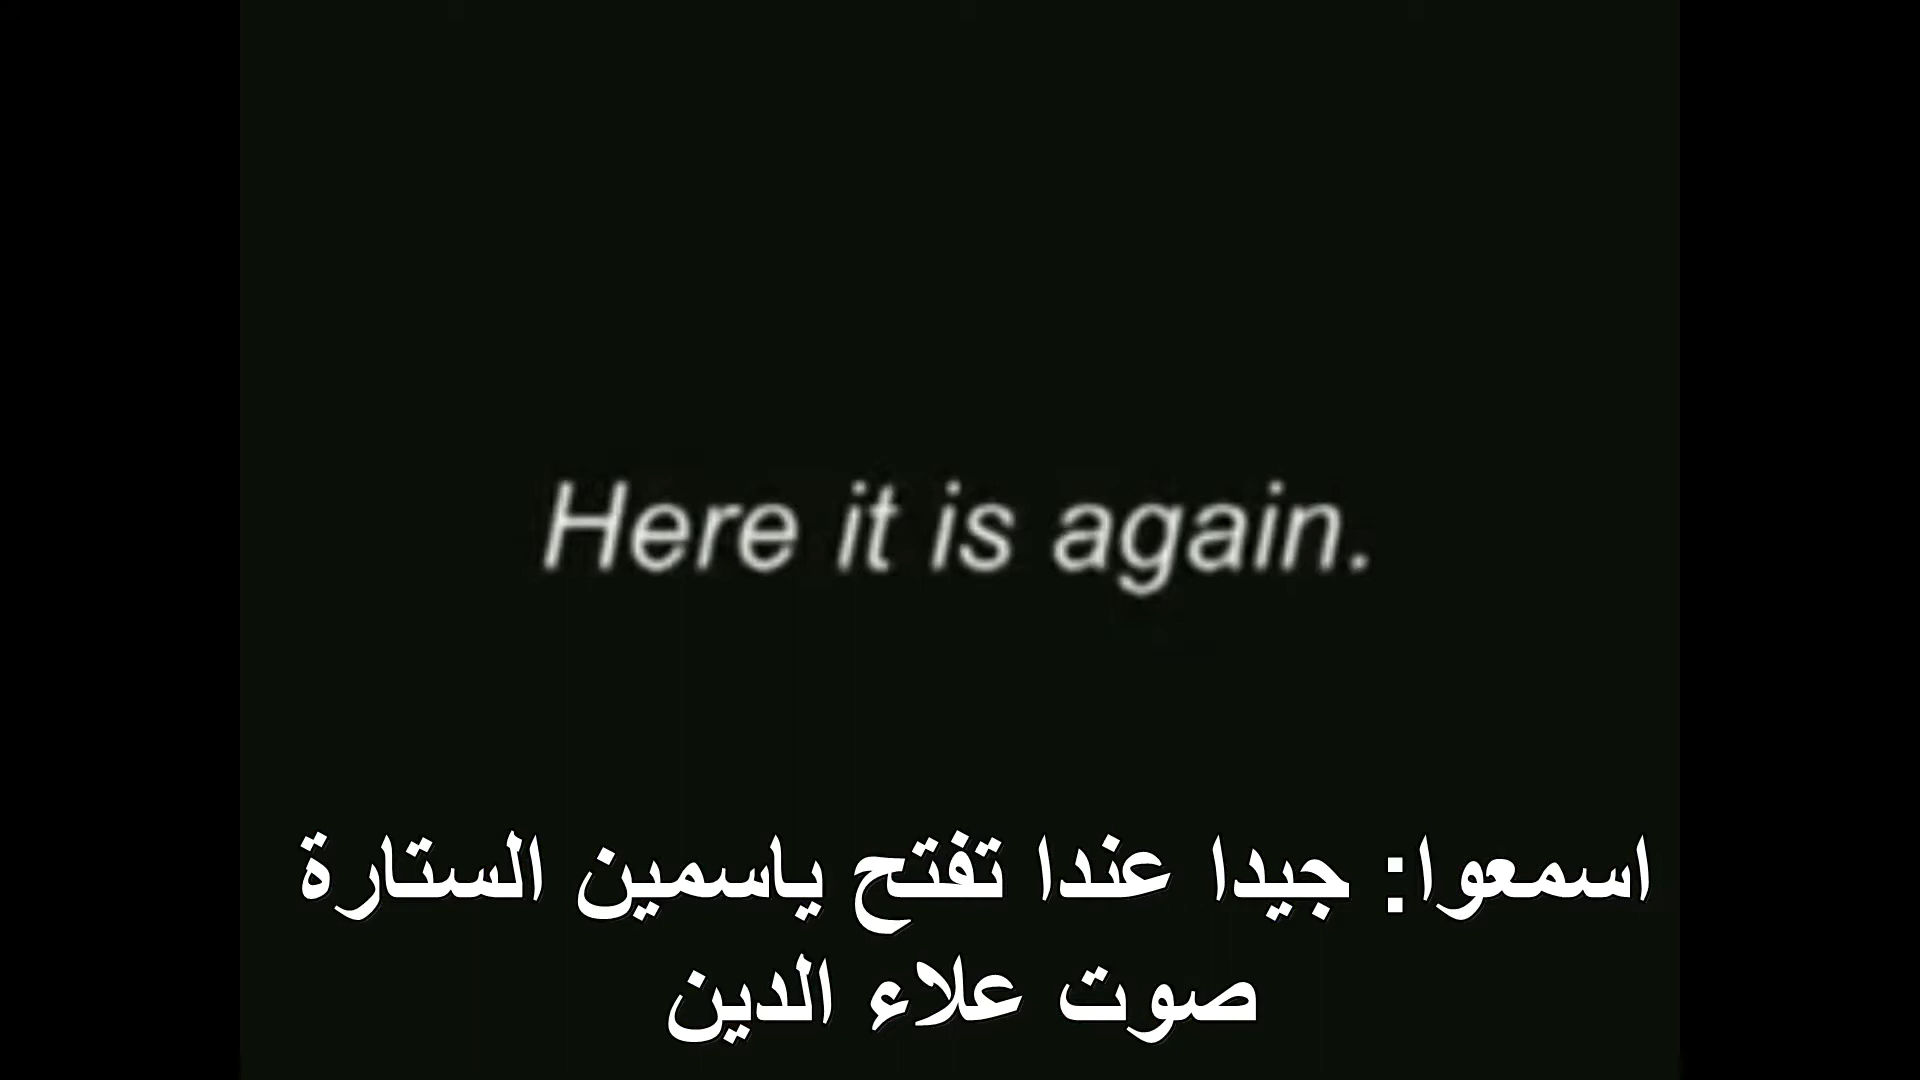 Here it is again.
اسمعوا: جيدا عندا تفتح ياسمين الستارة
صوت علاء الدين